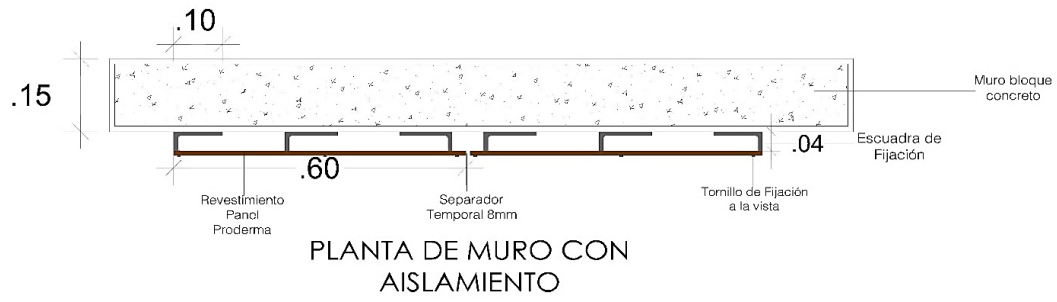 .10
.15
Muro bloque
concreto
Escuadra de
Fijación
.04
.60
Revestimiento
Panol
Proderma
Separador
Temporal 8mm
Tornillo de Fijación
a la vista
PLANTA DE MURO CON
AISLAMIENTO